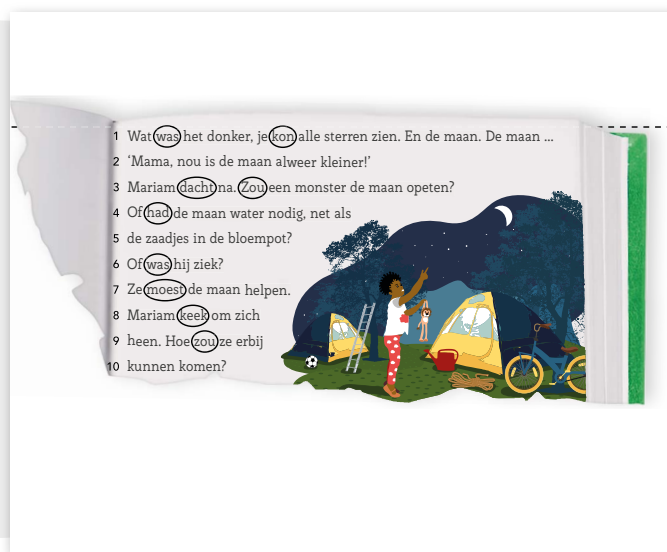 1 Wat was het donker, je kon alle sterren zien. En de maan. De maan ...
2 ‘Mama, nou is de maan alweer kleiner!’
3 Mariam dacht na. Zou een monster de maan opeten?
4 Of had de maan water nodig, net als
5 de zaadjes in de bloempot?
6 Of was hij ziek?
7 Ze moest de maan helpen.
8 Mariam keek om zich
9 heen. Hoe zou ze erbij
10 kunnen komen?